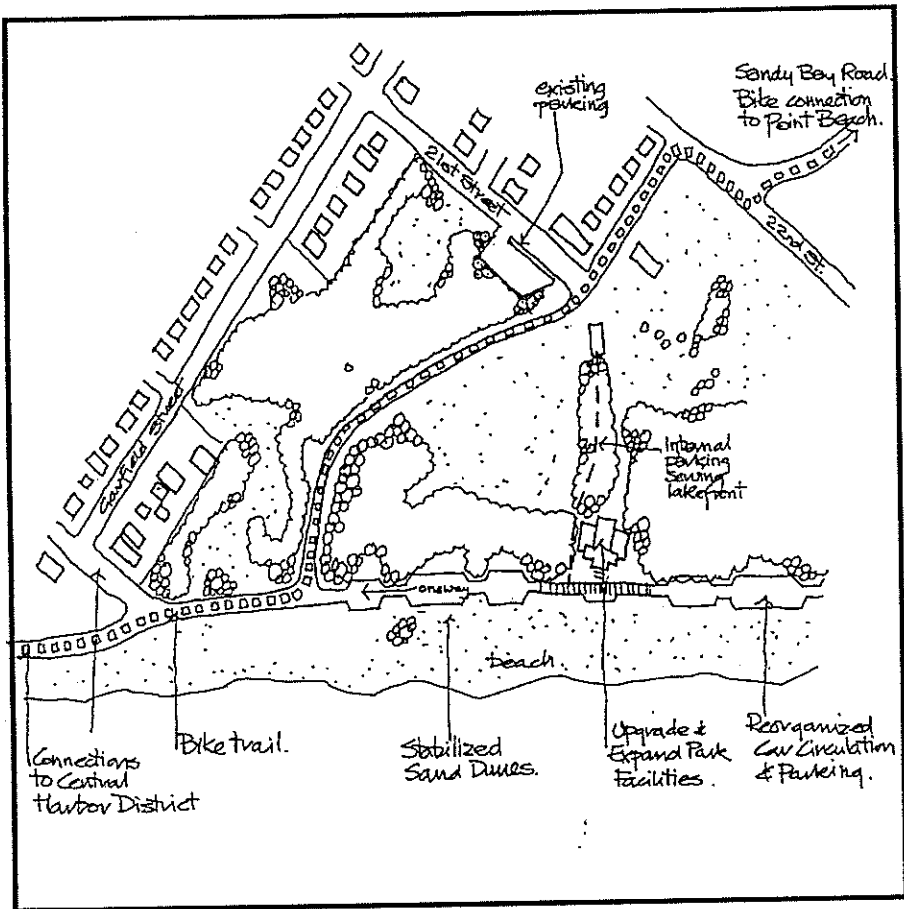 Sandy Bay Road.
Bike connection
to Point Beach.
existing
parking
21st Street
22nd St.
Garfield Street
Internal
parking
Serving
lakefront
one way
beach.
Connections
to Central
Harbor District
Bike trail.
Stabilized
Sand Dunes.
Upgrade &
Expand Park
Facilities.
Reorganized
Car Circulation
& Parking.